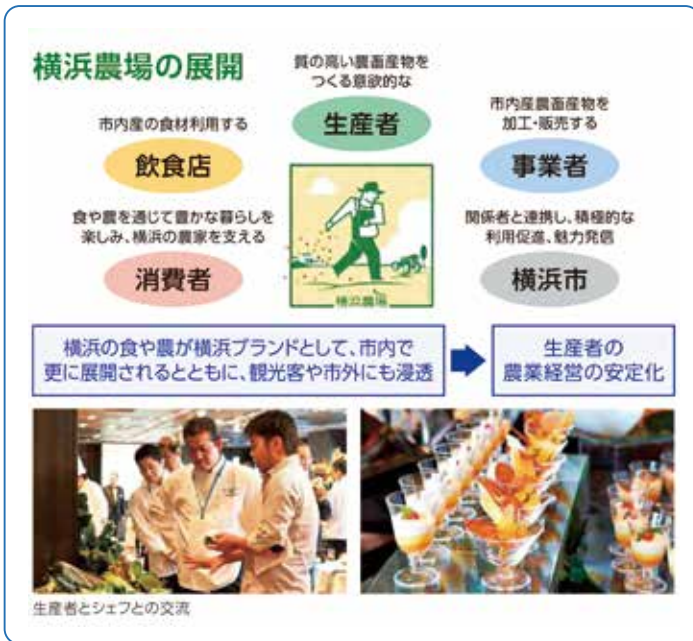 横浜農場の展開
質の高い農畜産物を
つくる意欲的な
生産者
市内産の食材利用する
飲食店
市内産農畜産物を
加工・販売する
事業者
食や農を通じて豊かな暮らしを
楽しみ、横浜の農家を支える
消費者
横浜農場
関係者と連携し、積極的な
利用促進、魅力発信
横浜市
横浜の食や農が横浜ブランドとして、市内で
更に展開されるとともに、観光客や市外にも浸透
生産者の
農業経営の安定化
生産者とシェフとの交流